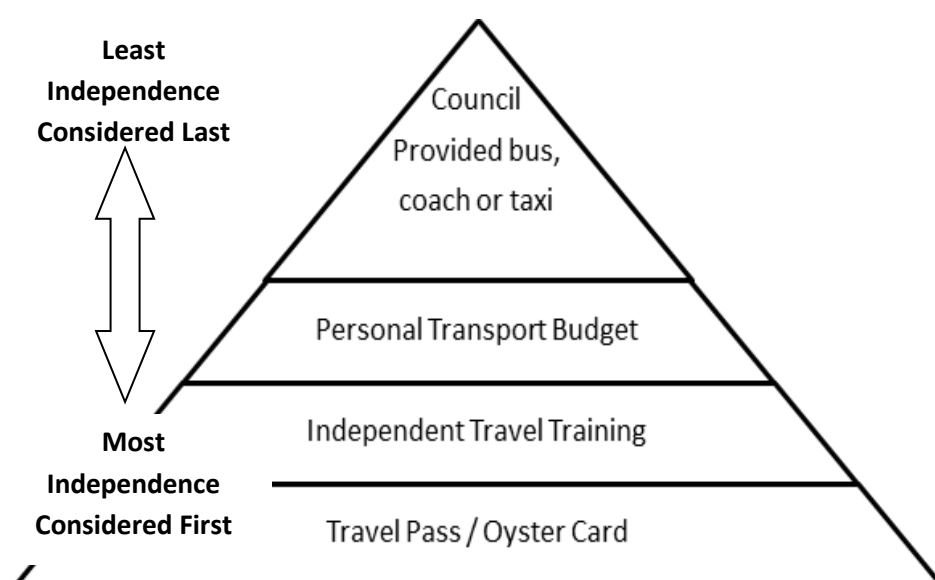 Least
Independence
Considered Last
Council
Provided bus,
coach or taxi
Personal Transport Budget
Independent Travel Training
Most
Independence
Considered First
Travel Pass / Oyster Card